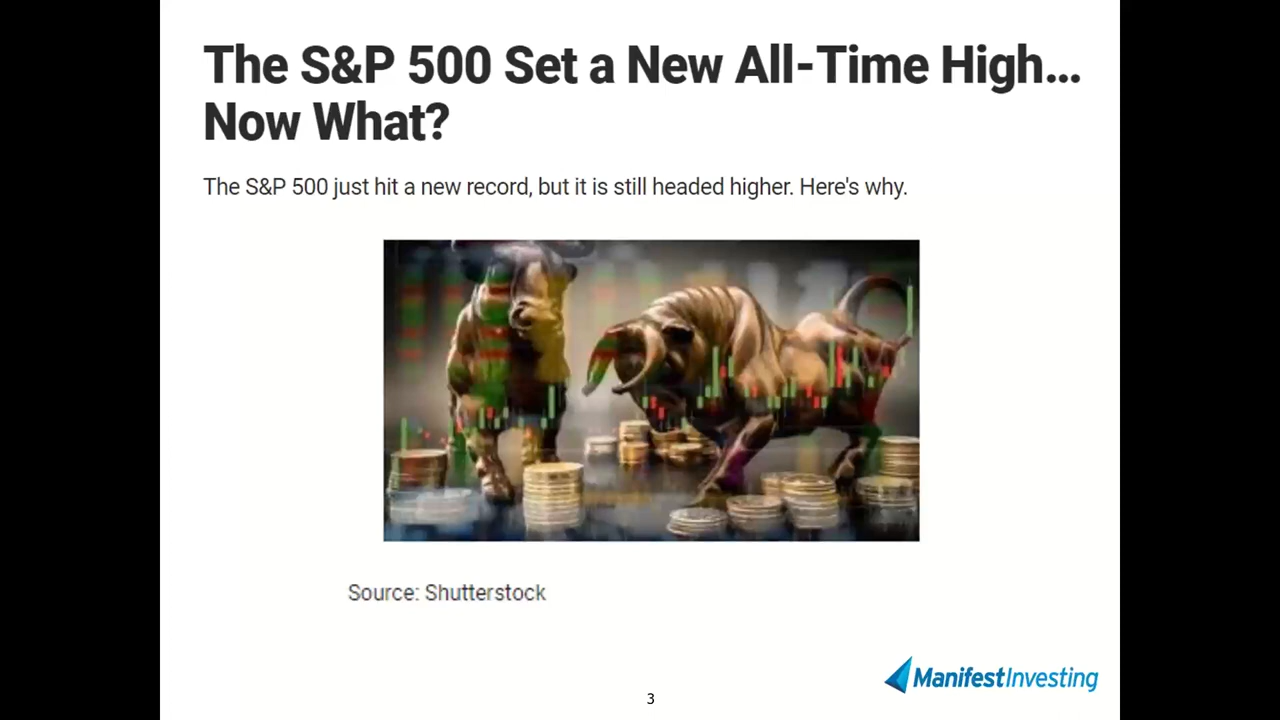 The S&P 500 Set a New All-Time High...
Now What?
The S&P 500 just hit a new record, but it is still headed higher. Here's why.
Source: Shutterstock
ManifestInvesting
3